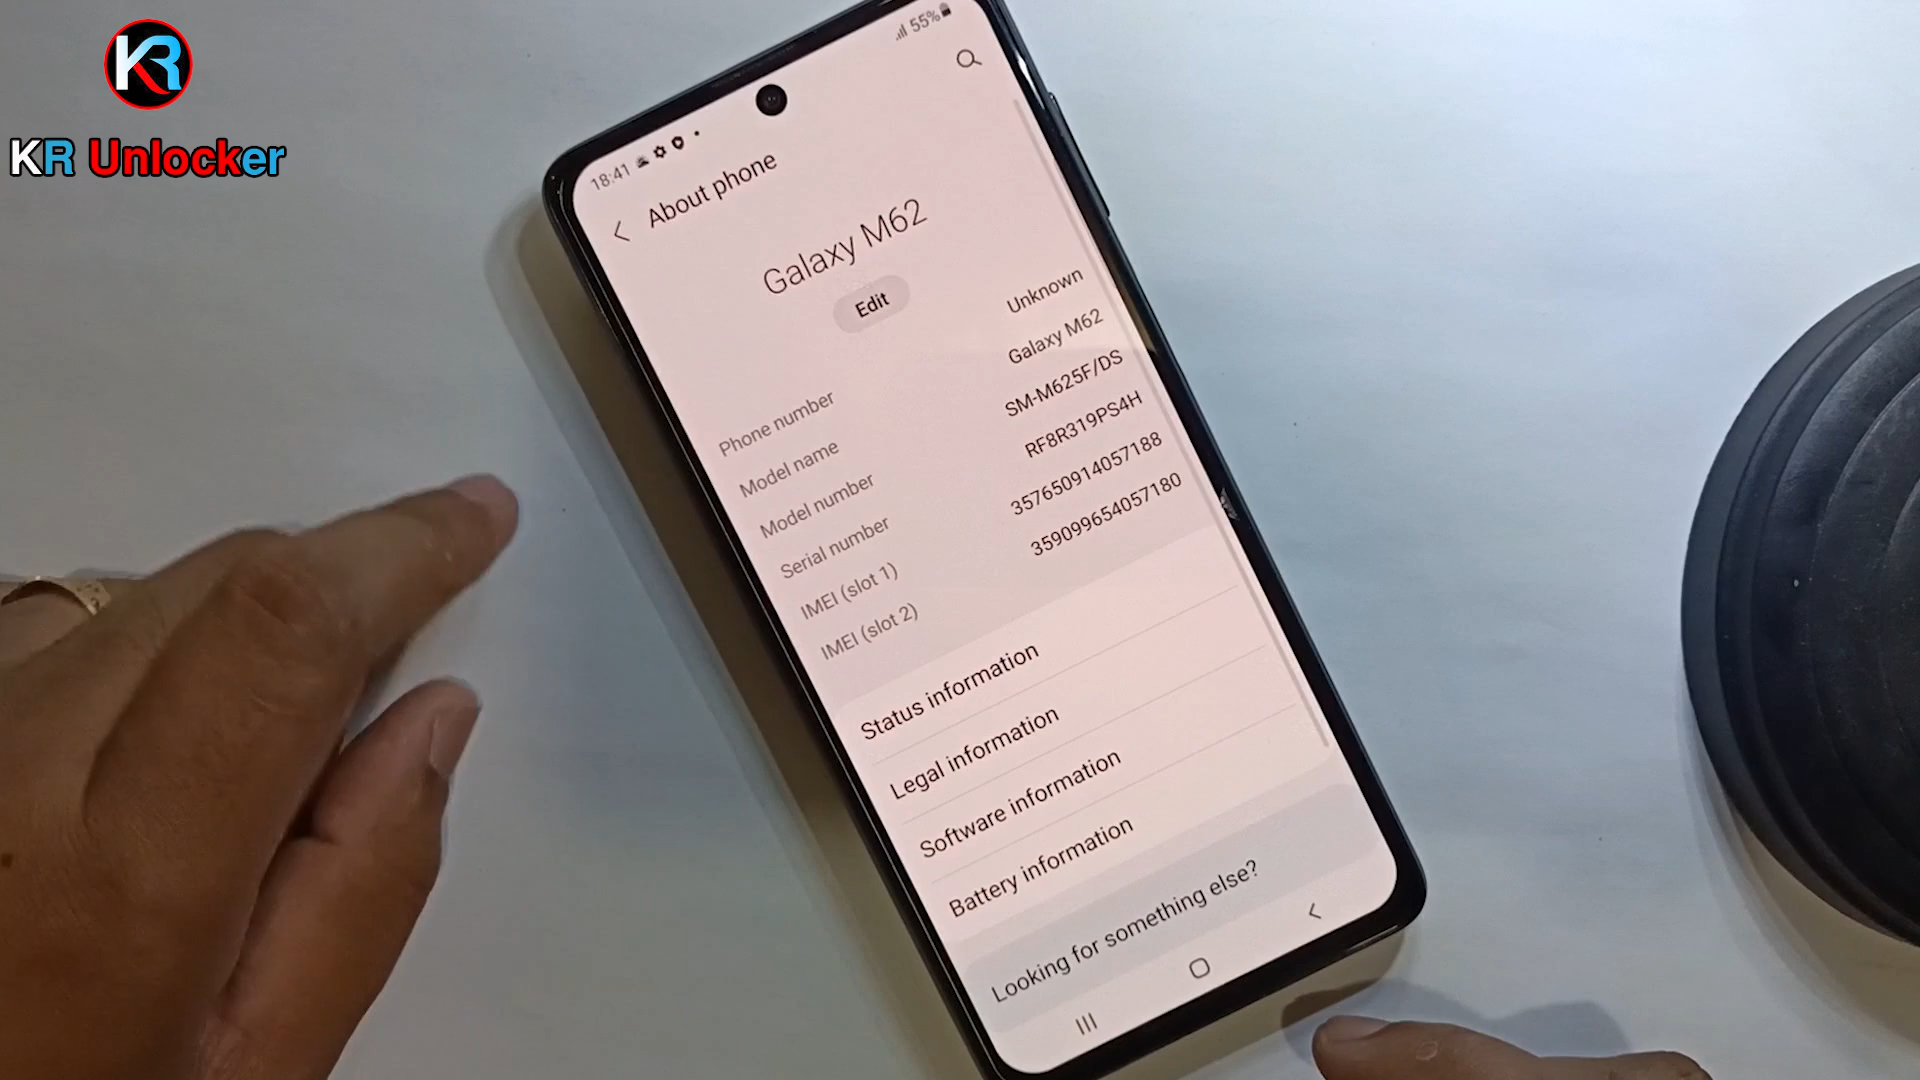 KR
KR Unlocker
18:41
55%
About phone
Galaxy M62
Edit
Phone number Unknown
Model name Galaxy M62
Model number SM-M625F/DS
Serial number RF8R319PS4H
IMEI (slot 1) 357650914057188
IMEI (slot 2) 359099654057180
Status information
Legal information
Software information
Battery information
Looking for something else?